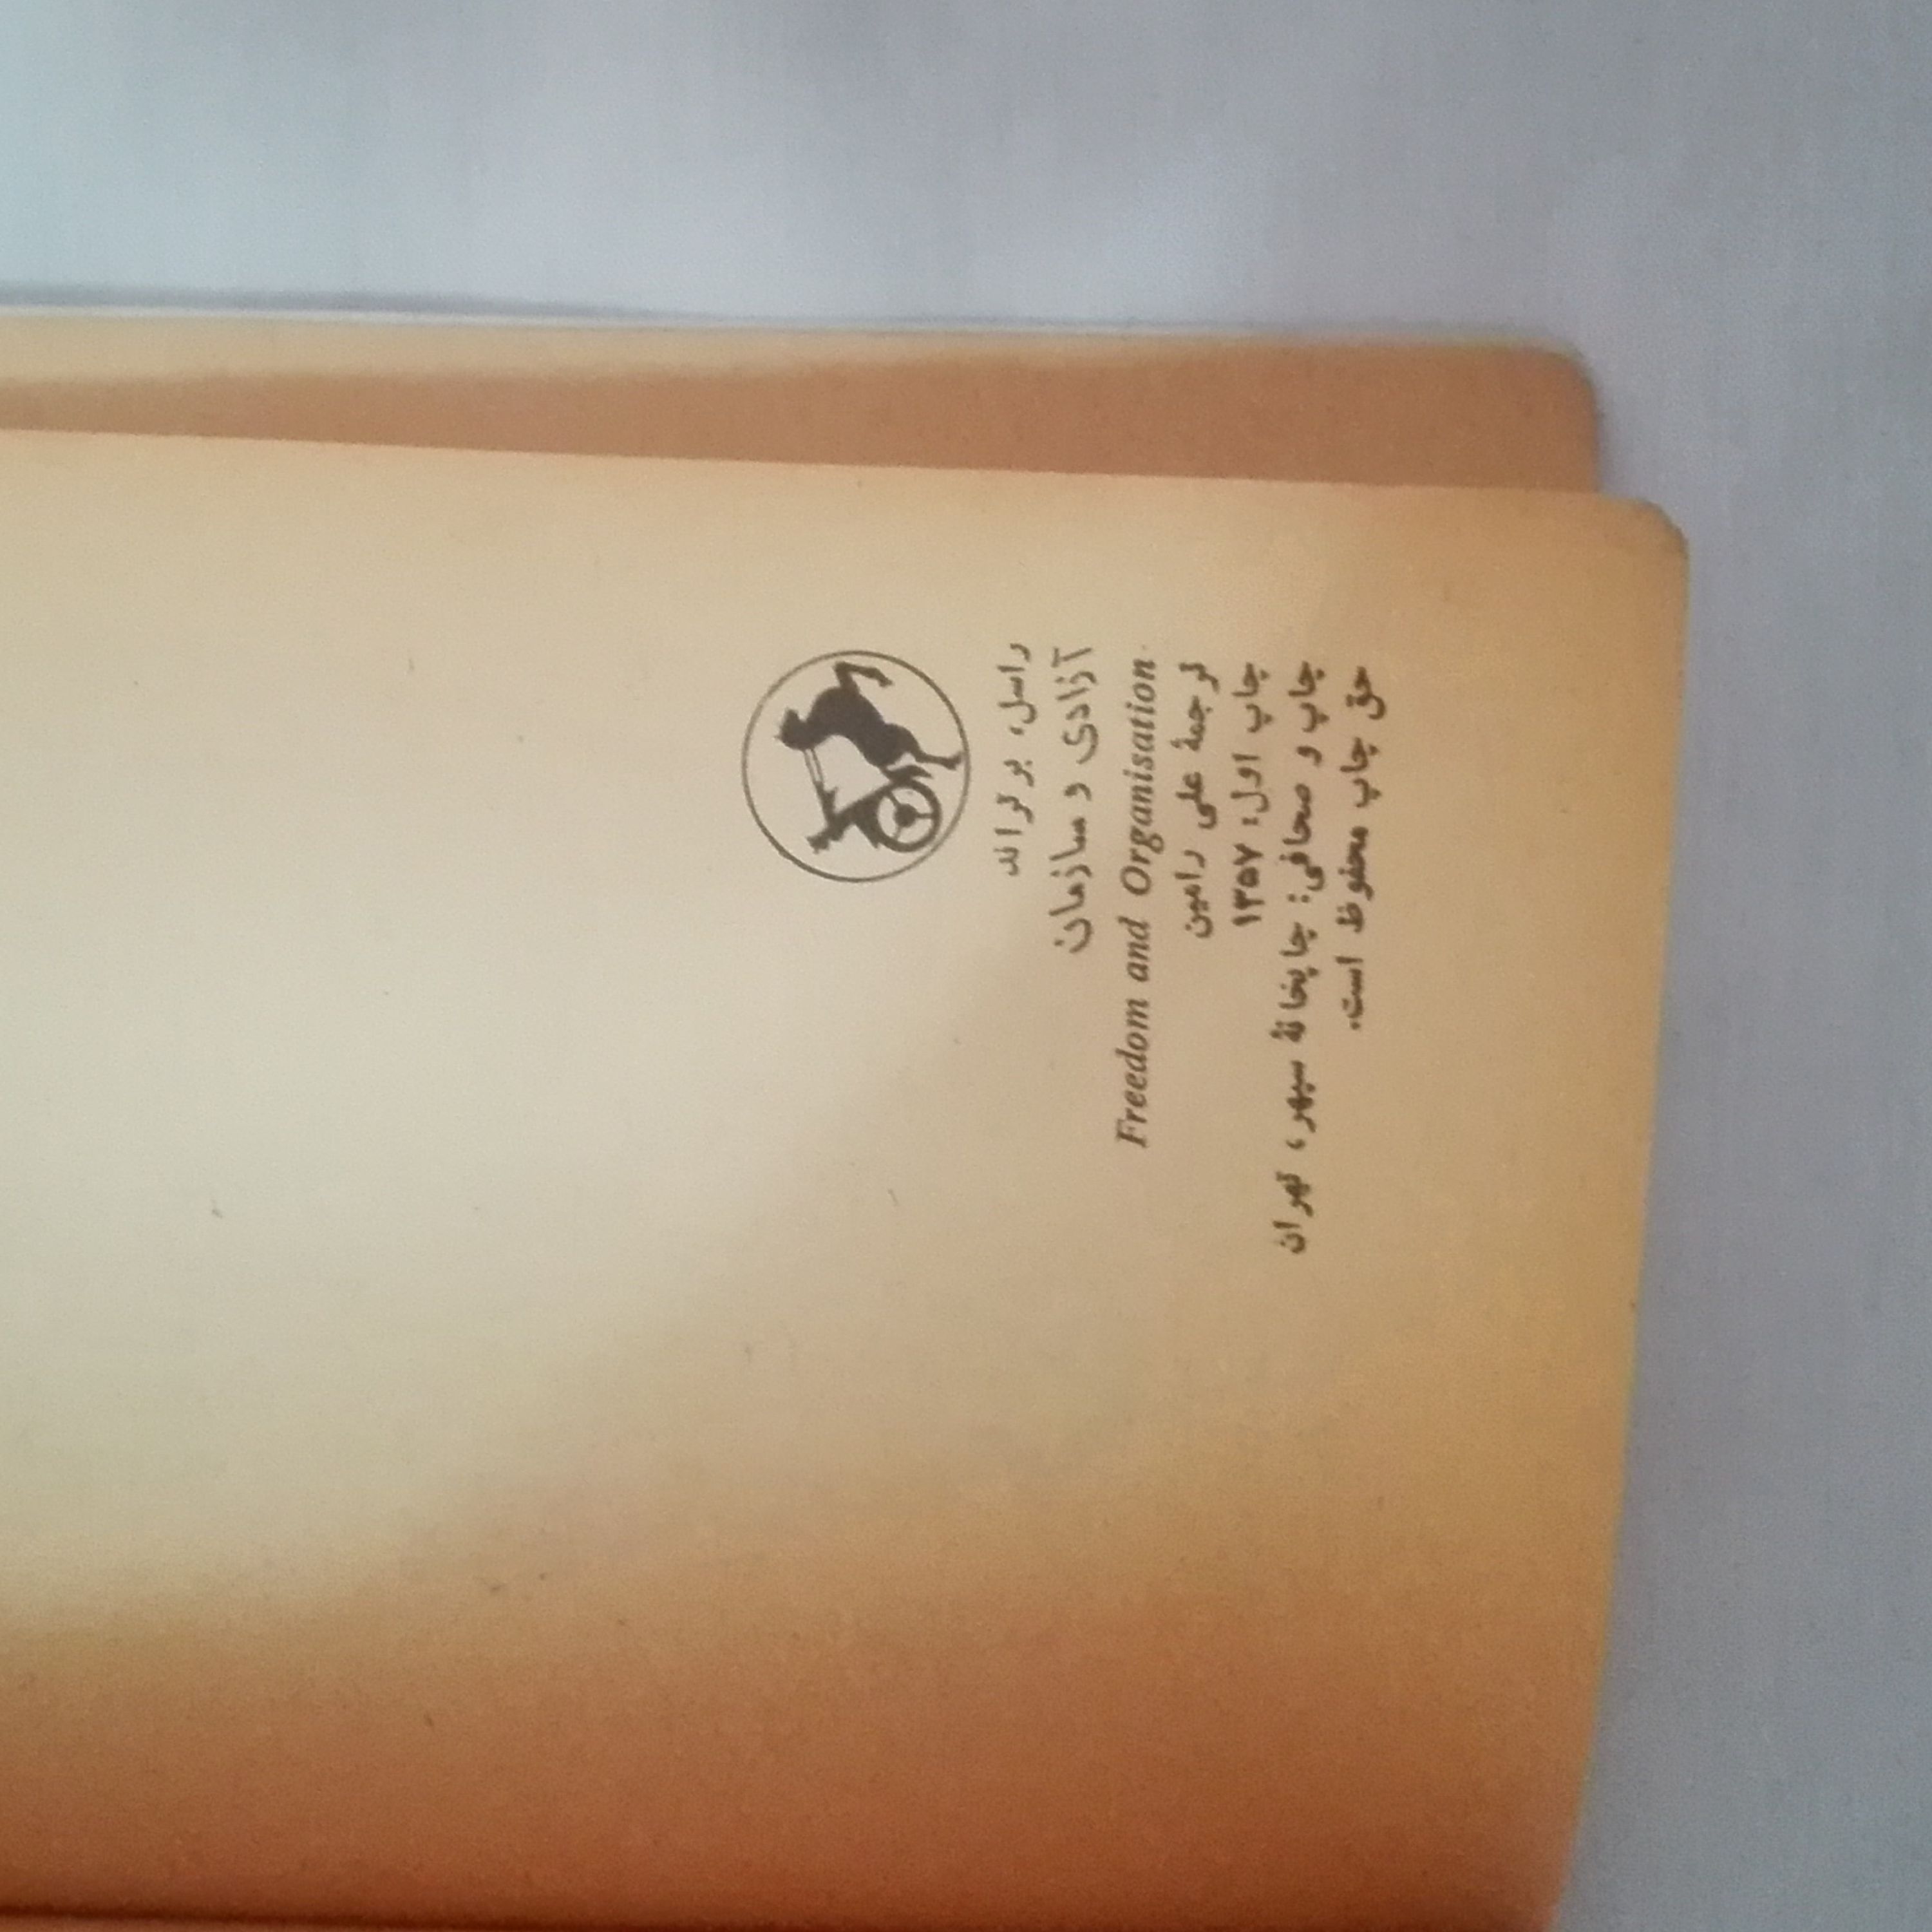 راسل، برتراند
آزادی و سازمان
Freedom and Organisation
ترجمهٔ علی رامین
چاپ اول: ۱۳۵۷
چاپ و صحافی: چاپخانهٔ سپهر، تهران
حق چاپ محفوظ است.